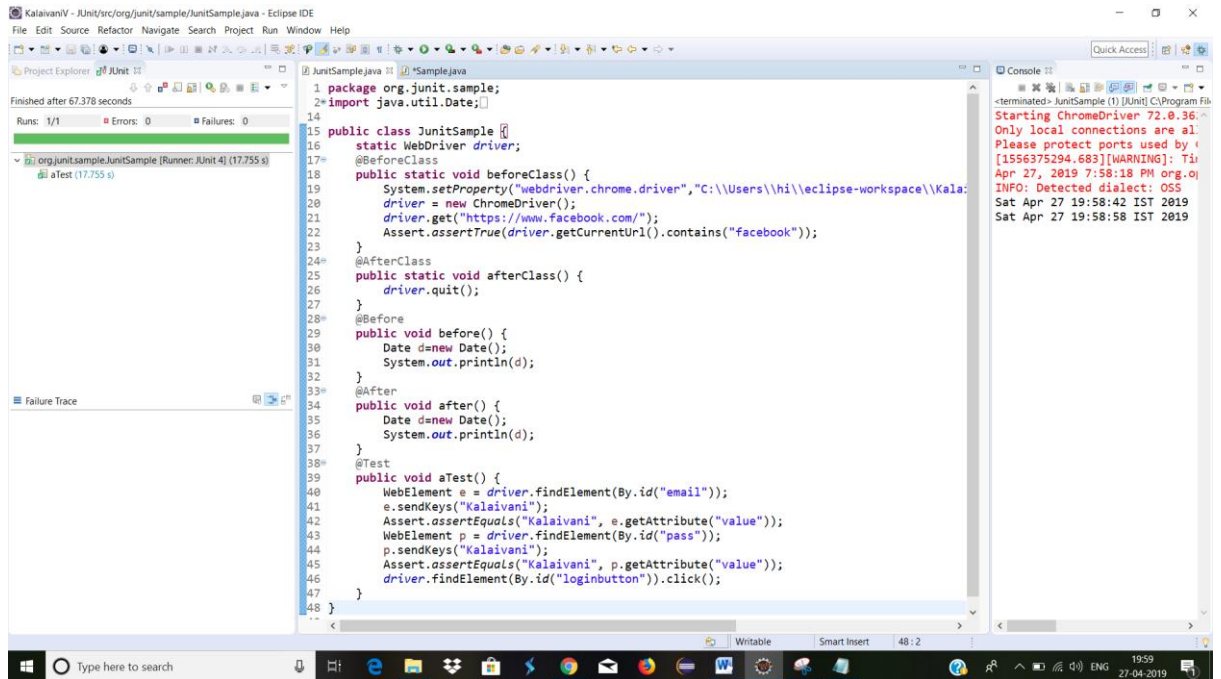 KalaivaniV - JUnit/src/org/junit/sample/JunitSample.java - Eclipse IDE
File Edit Source Refactor Navigate Search Project Run Window Help
Quick Access
Project Explorer JUnit
Finished after 67.378 seconds
Runs: 1/1 Errors: 0 Failures: 0
org.junit.sample.JunitSample [Runner: JUnit 4] (17.755 s)
aTest (17.755 s)
Failure Trace
JunitSample.java *Sample.java
1 package org.junit.sample;
2 import java.util.Date;
14
15 public class JunitSample {
16 static WebDriver driver;
17 @BeforeClass
18 public static void beforeClass() {
19 System.setProperty("webdriver.chrome.driver","C:\\Users\\hi\\eclipse-workspace\\Kala
20 driver = new ChromeDriver();
21 driver.get("https://www.facebook.com/");
22 Assert.assertTrue(driver.getCurrentUrl().contains("facebook"));
23 }
24 @AfterClass
25 public static void afterClass() {
26 driver.quit();
27 }
28 @Before
29 public void before() {
30 Date d=new Date();
31 System.out.println(d);
32 }
33 @After
34 public void after() {
35 Date d=new Date();
36 System.out.println(d);
37 }
38 @Test
39 public void aTest() {
40 WebElement e = driver.findElement(By.id("email"));
41 e.sendKeys("Kalaivani");
42 Assert.assertEquals("Kalaivani", e.getAttribute("value"));
43 WebElement p = driver.findElement(By.id("pass"));
44 p.sendKeys("Kalaivani");
45 Assert.assertEquals("Kalaivani", p.getAttribute("value"));
46 driver.findElement(By.id("loginbutton")).click();
47 }
48 }
Console
<terminated> JunitSample (1) [JUnit] C:\Program File
Starting ChromeDriver 72.0.36
Only local connections are al
Please protect ports used by
[1556375294.683][WARNING]: Ti
Apr 27, 2019 7:58:18 PM org.o
INFO: Detected dialect: OSS
Sat Apr 27 19:58:42 IST 2019
Sat Apr 27 19:58:58 IST 2019
Writable Smart Insert 48 : 2
Type here to search
ENG
19:59
27-04-2019